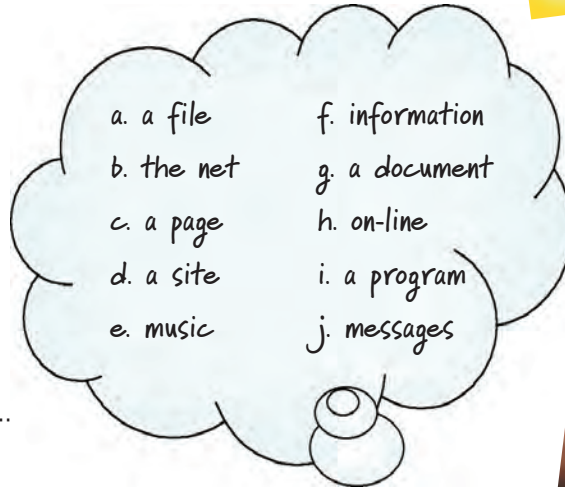 a. a file
b. the net
c. a page
d. a site
e. music
f. information
g. a document
h. on-line
i. a program
j. messages
..